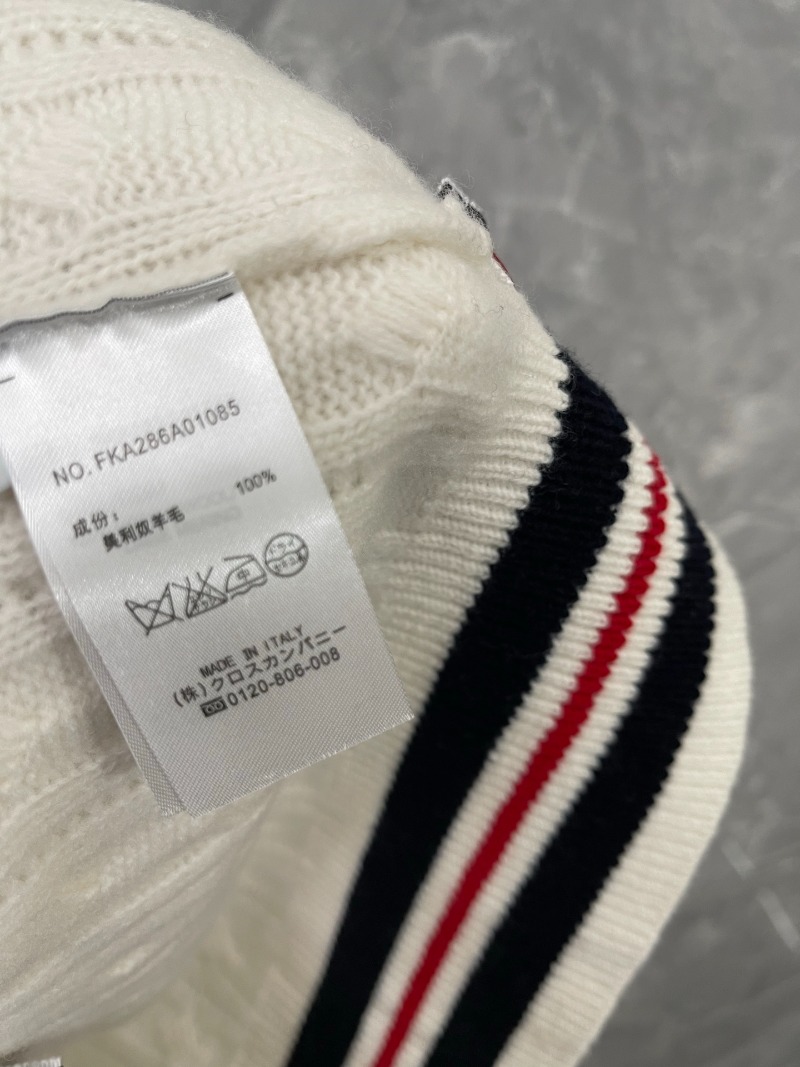 NO.FKA286A01085
成份：
美利奴羊毛 100%
中
MADE IN ITALY
(株)クロスカンパニー
0120-806-008